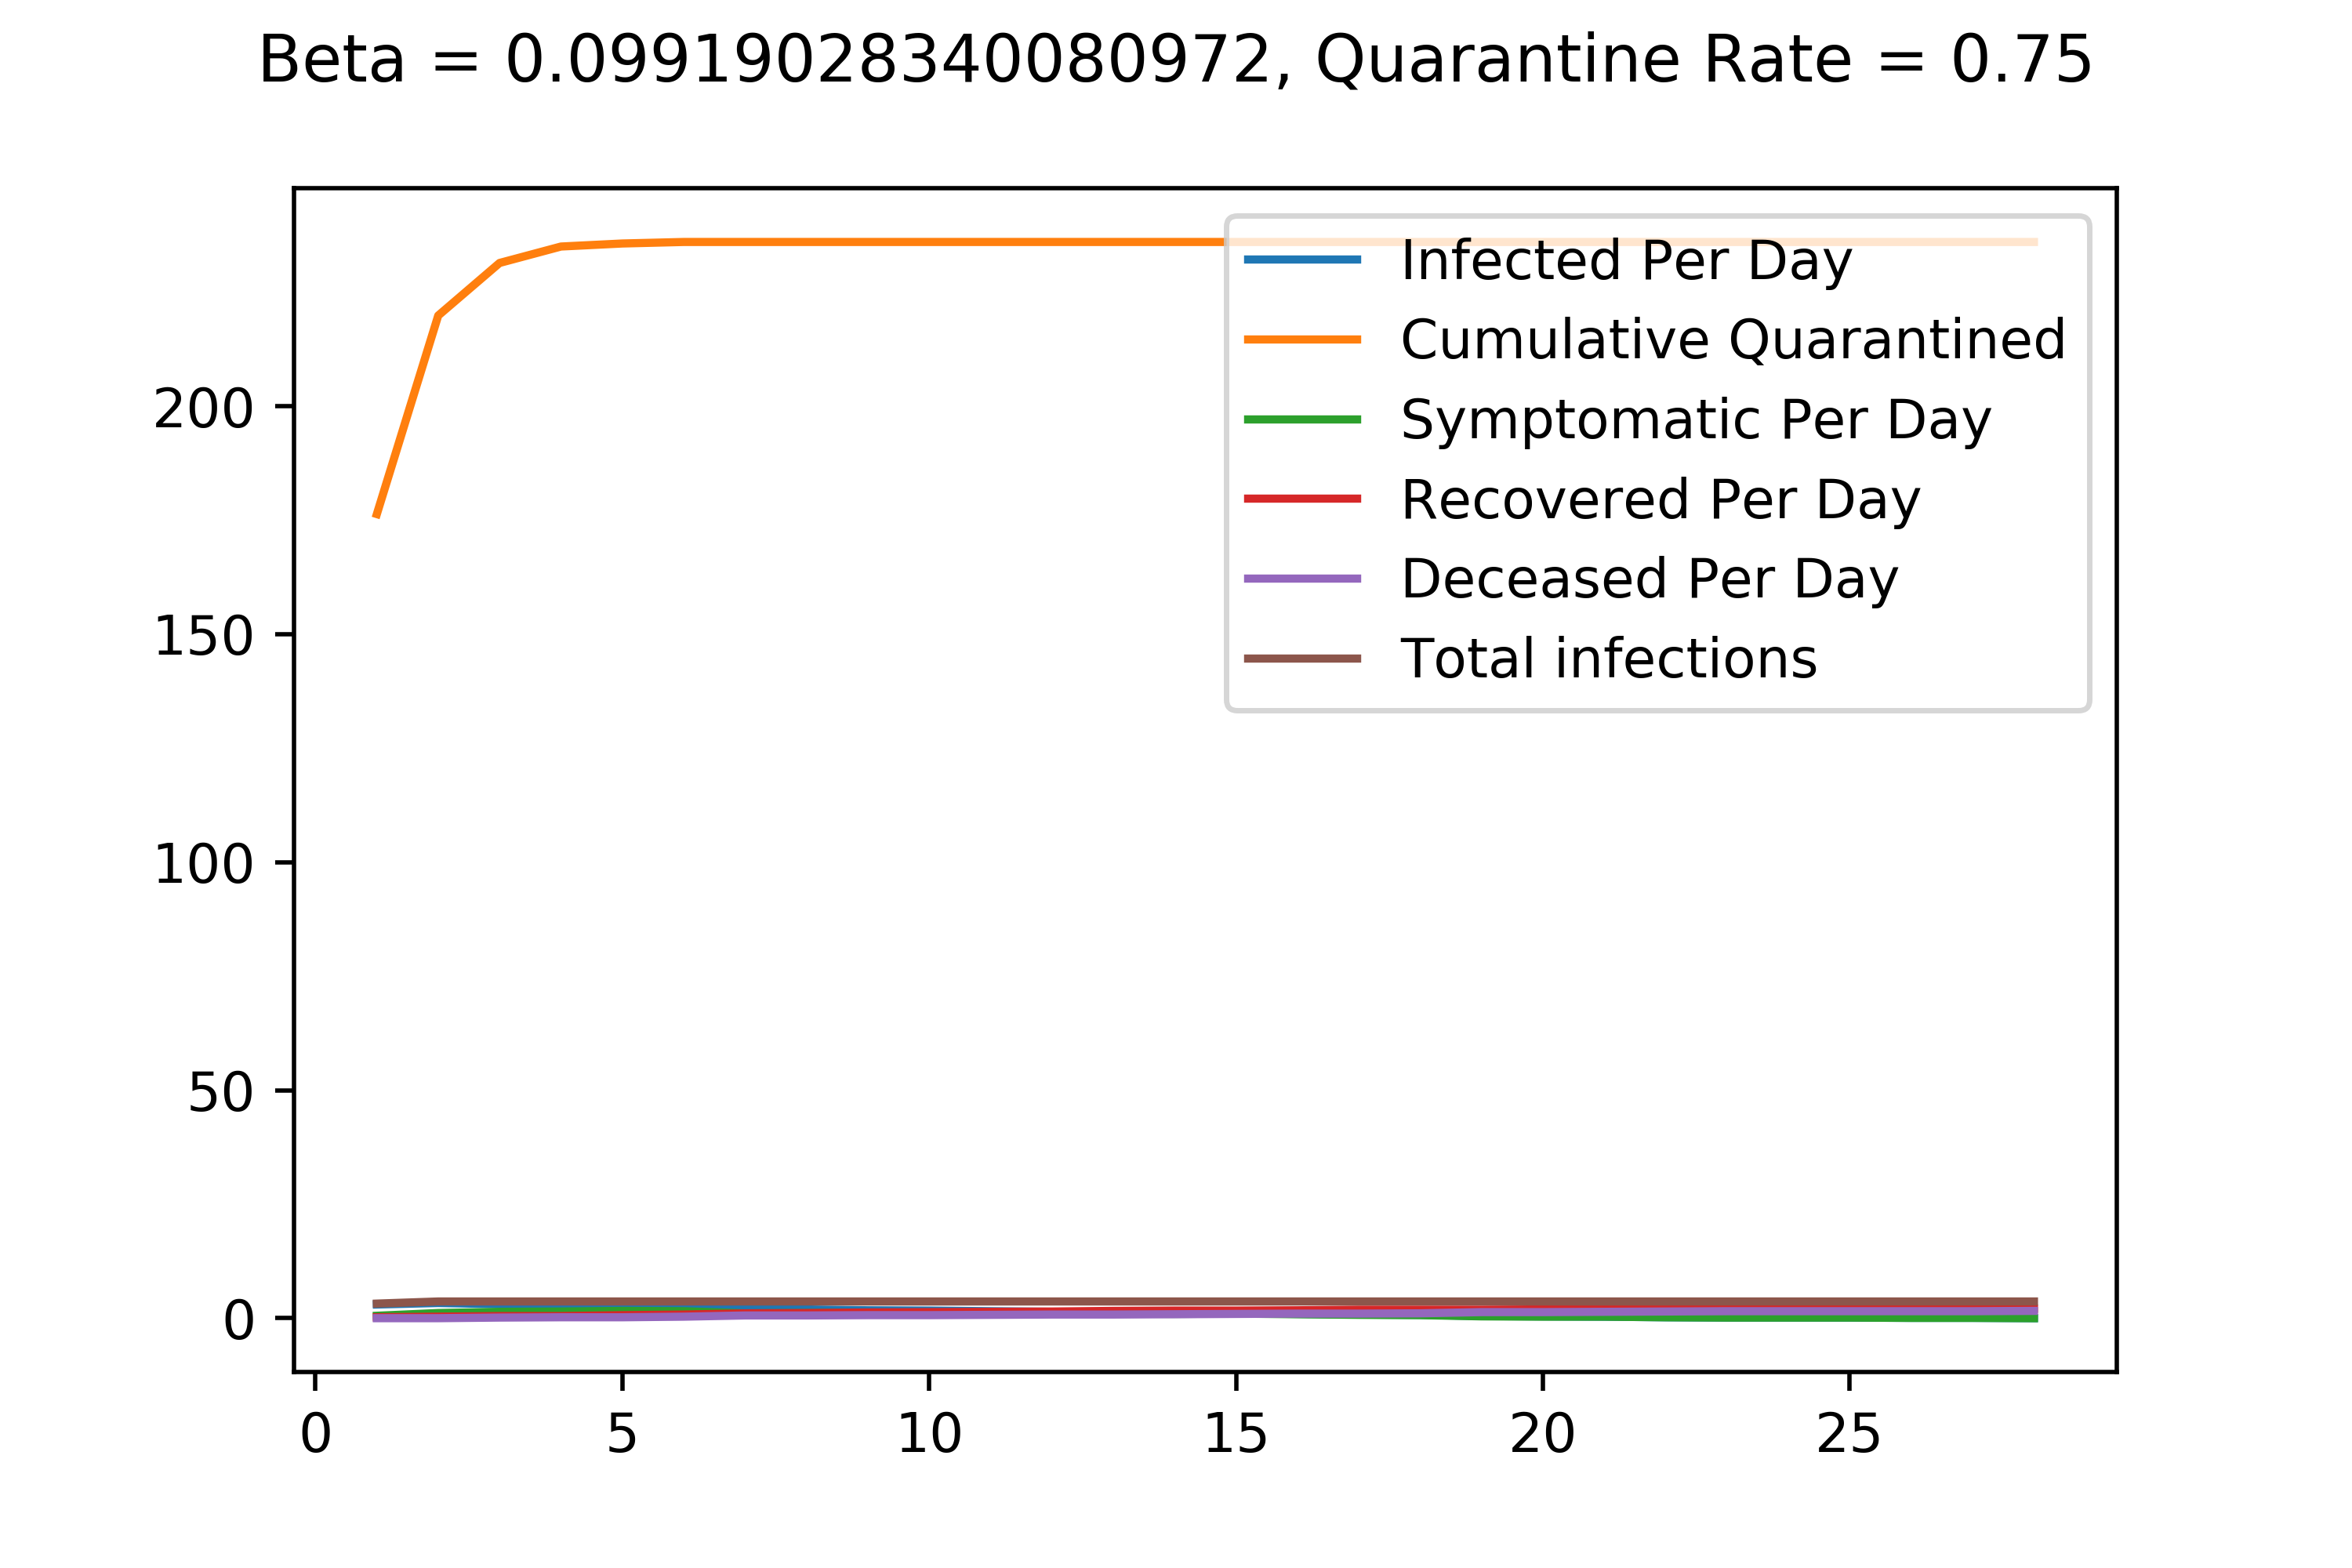 Beta = 0.09919028340080972, Quarantine Rate = 0.75
Infected Per Day
Cumulative Quarantined
Symptomatic Per Day
Recovered Per Day
Deceased Per Day
Total infections
200
150
100
50
0
0 5 10 15 20 25